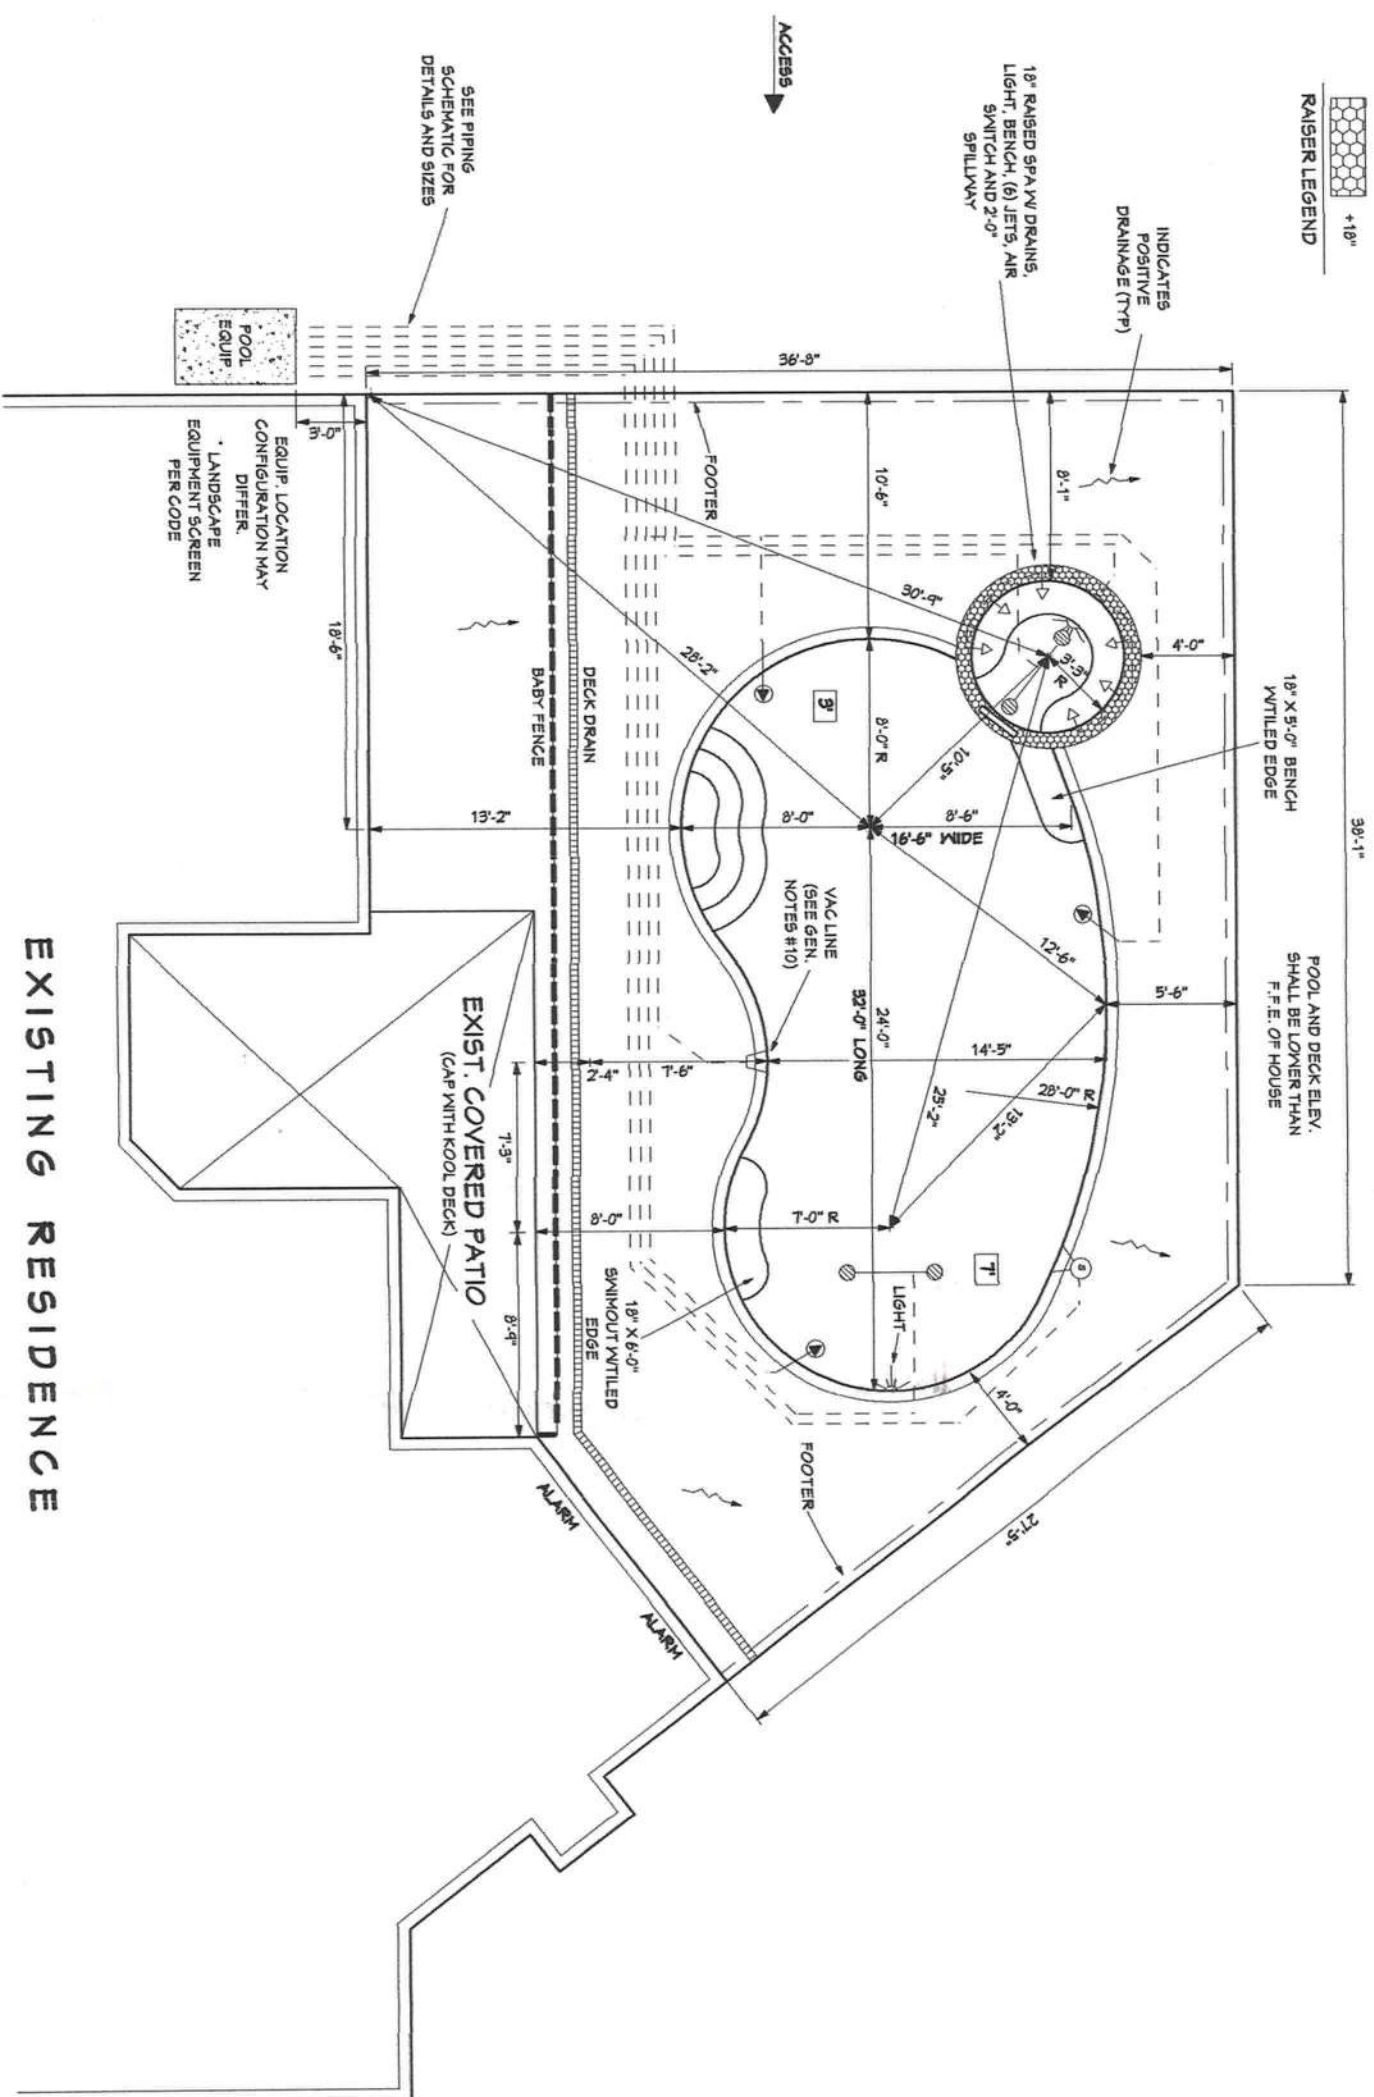 +18"
RAISER LEGEND
INDICATES
POSITIVE
DRAINAGE (TYP)
18" RAISED SPA W/ DRAINS,
LIGHT, BENCH, (6) JETS, AIR
SWITCH AND 2'-0"
SPILLWAY
ACCESS
SEE PIPING
SCHEMATIC FOR
DETAILS AND SIZES
POOL
EQUIP
3'-0"
EQUIP. LOCATION
CONFIGURATION MAY
DIFFER.
* LANDSCAPE
EQUIPMENT SCREEN
PER CODE
36'-8"
38'-1"
FOOTER
10'-6"
8'-1"
4'-0"
18" X 5'-0" BENCH
W/TILED EDGE
POOL AND DECK ELEV.
SHALL BE LOWER THAN
F.F.E. OF HOUSE
30'-9"
28'-2"
3'-3"
R
3'
8'-0" R
10'-5"
8'-6"
16'-6" WIDE
8'-0"
13'-2"
18'-6"
DECK DRAIN
BABY FENCE
VAC LINE
(SEE GEN.
NOTES #10)
12'-6"
5'-6"
24'-0"
32'-0" LONG
14'-5"
28'-0" R
25'-2"
13'-2"
2'-4"
7'-6"
7'-3"
8'-9"
8'-0"
7'-0" R
7'
S
LIGHT
18" X 6'-0"
SWIMOUT W/TILED
EDGE
4'-0"
FOOTER
27'-5"
EXIST. COVERED PATIO
(CAP WITH KOOL DECK)
ALARM
ALARM
EXISTING RESIDENCE